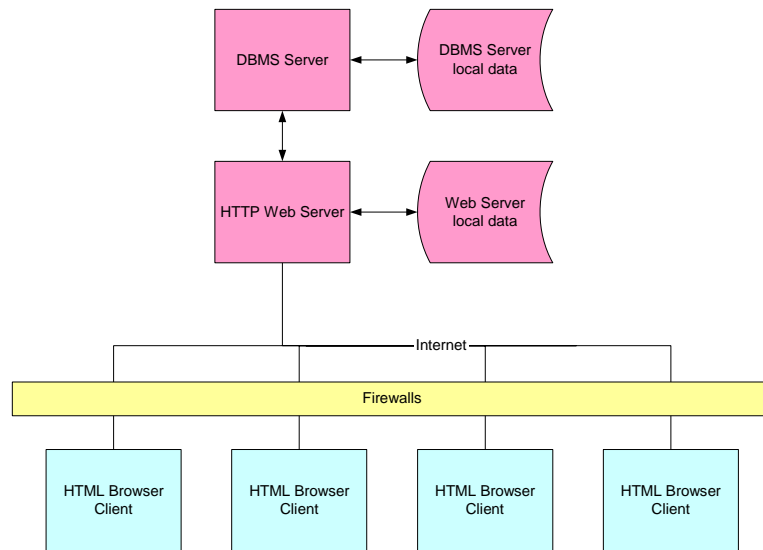 DBMS Server
DBMS Server
local data
HTTP Web Server
Web Server
local data
Internet
Firewalls
HTML Browser
Client
HTML Browser
Client
HTML Browser
Client
HTML Browser
Client